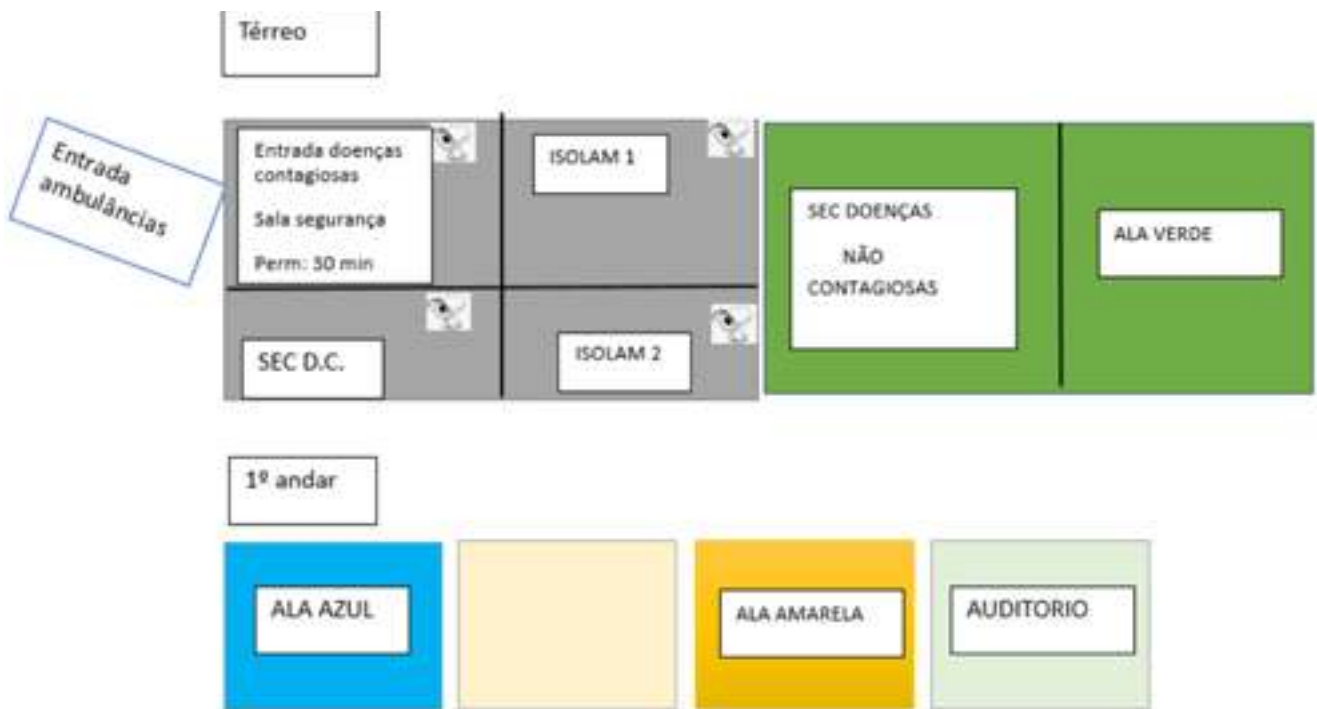 Térreo
Entrada
ambulâncias
Entrada doenças
contagiosas
Sala segurança
Perm: 30 min
ISOLAM 1
SEC DOENÇAS
NÃO
CONTAGIOSAS
ALA VERDE
SEC D.C.
ISOLAM 2
1º andar
ALA AZUL
ALA AMARELA
AUDITORIO